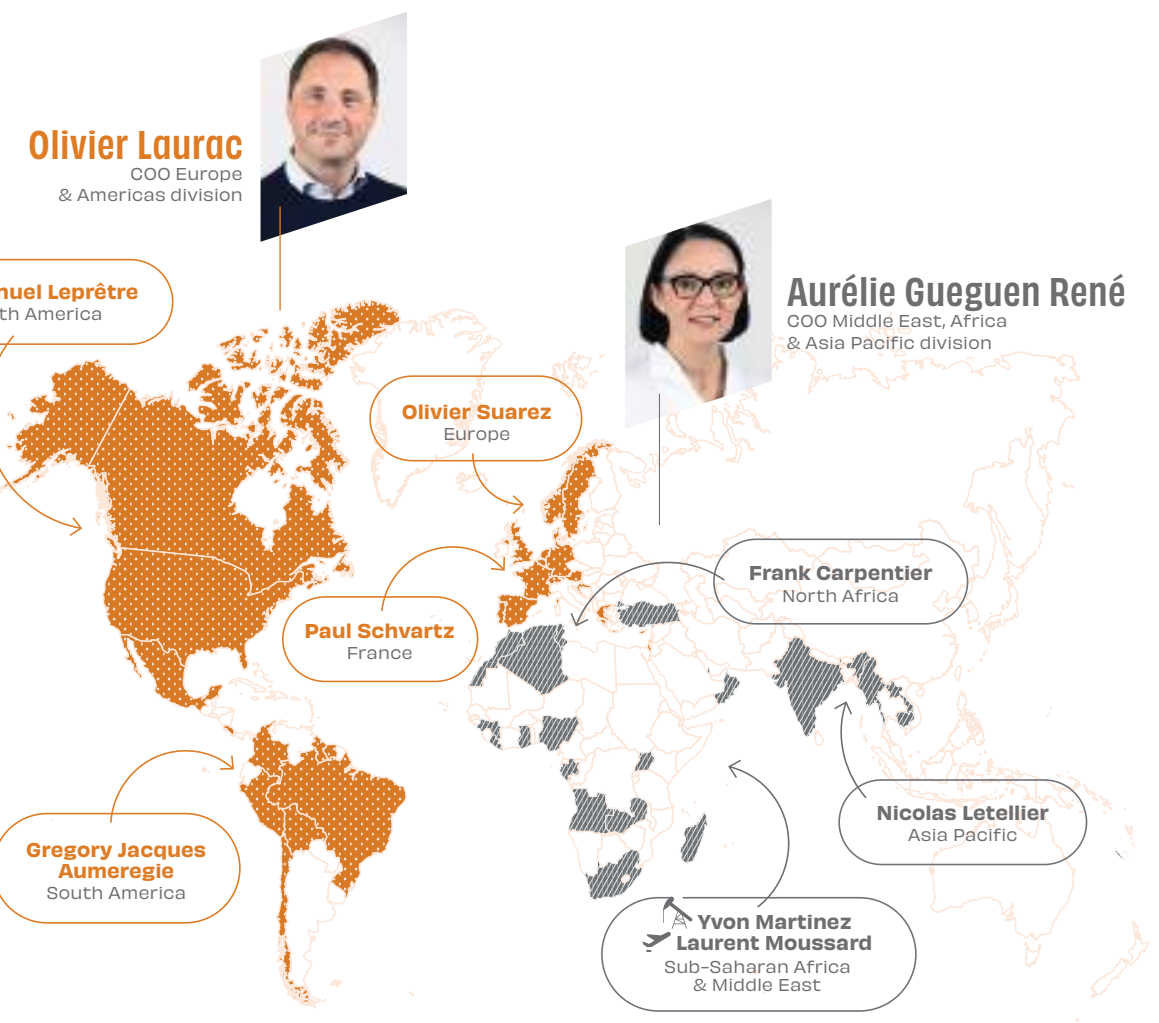 Olivier Laurac
COO Europe
& Americas division
Aurélie Gueguen René
COO Middle East, Africa
& Asia Pacific division
nuel Leprêtre
th America
Olivier Suarez
Europe
Frank Carpentier
North Africa
Paul Schvartz
France
Nicolas Letellier
Asia Pacific
Gregory Jacques
Aumeregie
South America
Yvon Martinez
Laurent Moussard
Sub-Saharan Africa
& Middle East